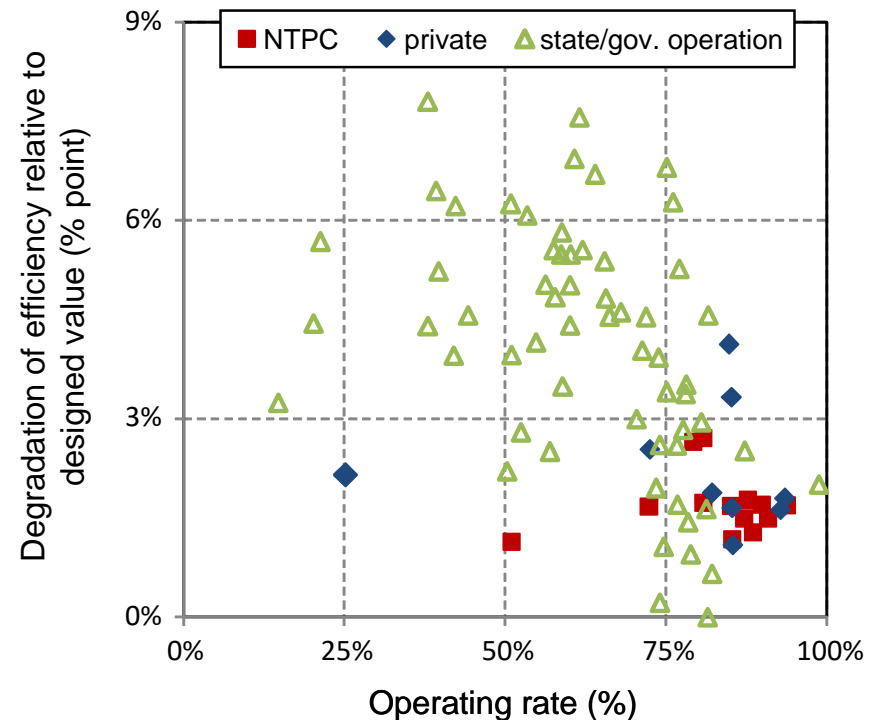 NTPC private state/gov. operation
Degradation of efficiency relative to
designed value (% point)
9%
6%
3%
0%
0% 25% 50% 75% 100%
Operating rate (%)